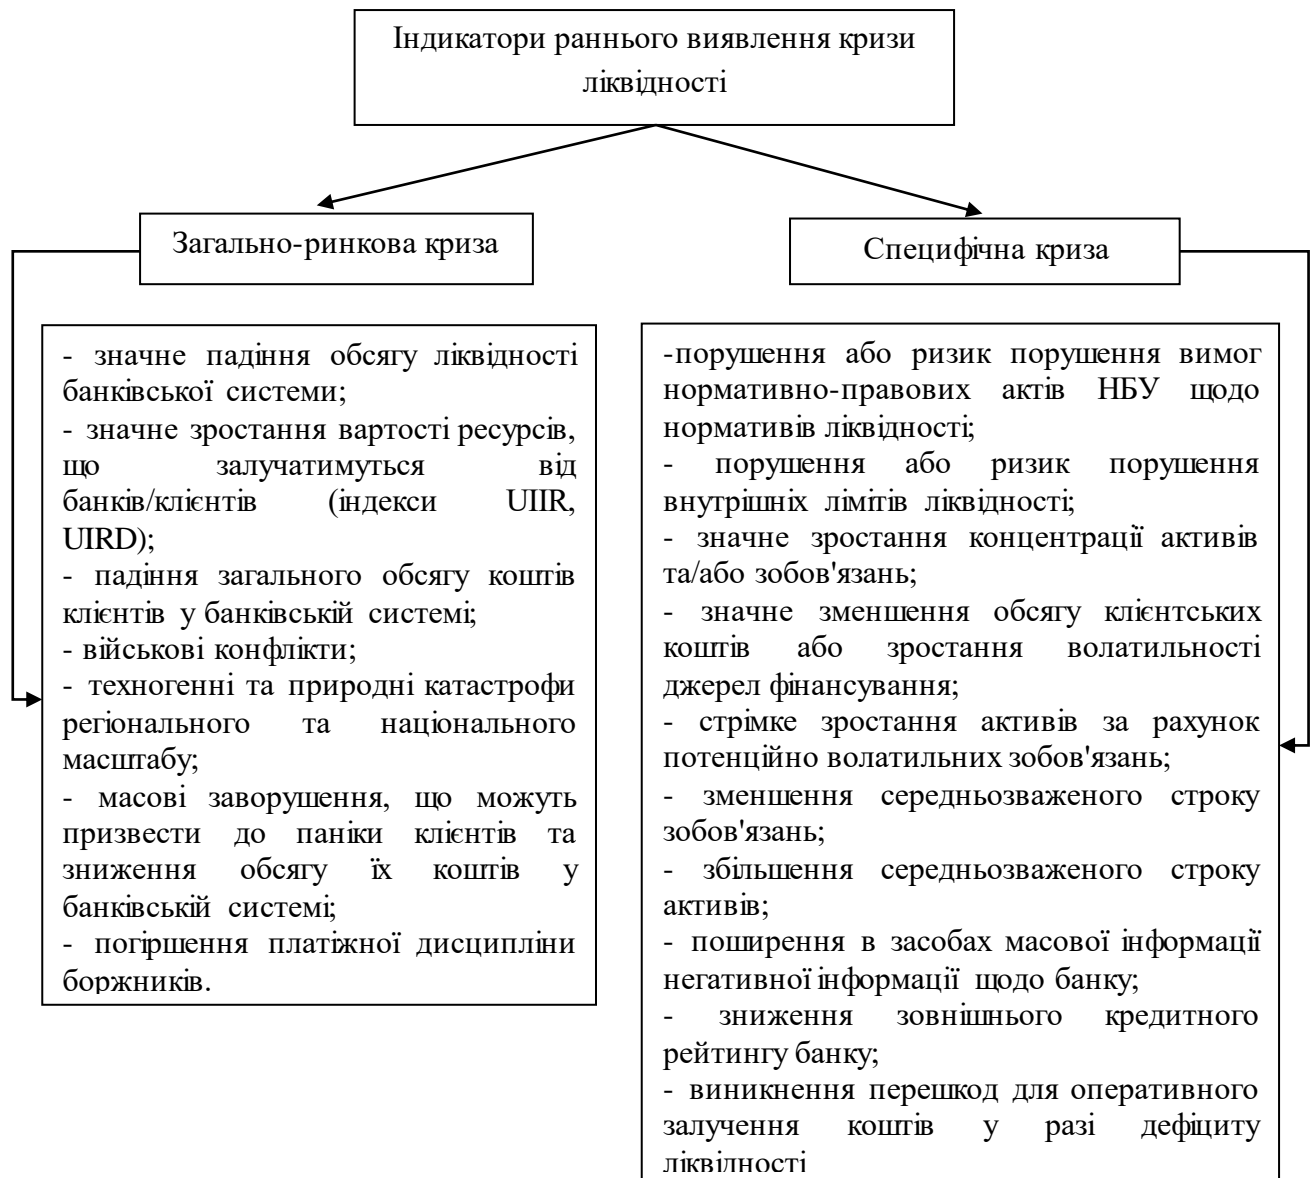 Індикатори раннього виявлення кризи
ліквідності
Загально-ринкова криза
Специфічна криза
- значне падіння обсягу ліквідності
банківської системи;
- значне зростання вартості ресурсів,
що залучатимуться від
банків/клієнтів (індекси UIIR,
UIRD);
- падіння загального обсягу коштів
клієнтів у банківській системі;
- військові конфлікти;
- техногенні та природні катастрофи
регіонального та національного
масштабу;
- масові заворушення, що можуть
призвести до паніки клієнтів та
зниження обсягу їх коштів у
банківській системі;
- погіршення платіжної дисципліни
боржників.
-порушення або ризик порушення вимог
нормативно-правових актів НБУ щодо
нормативів ліквідності;
- порушення або ризик порушення
внутрішніх лімітів ліквідності;
- значне зростання концентрації активів
та/або зобов'язань;
- значне зменшення обсягу клієнтських
коштів або зростання волатильності
джерел фінансування;
- стрімке зростання активів за рахунок
потенційно волатильних зобов'язань;
- зменшення середньозваженого строку
зобов'язань;
- збільшення середньозваженого строку
активів;
- поширення в засобах масової інформації
негативної інформації щодо банку;
- зниження зовнішнього кредитного
рейтингу банку;
- виникнення перешкод для оперативного
залучення коштів у разі дефіциту
ліквідності